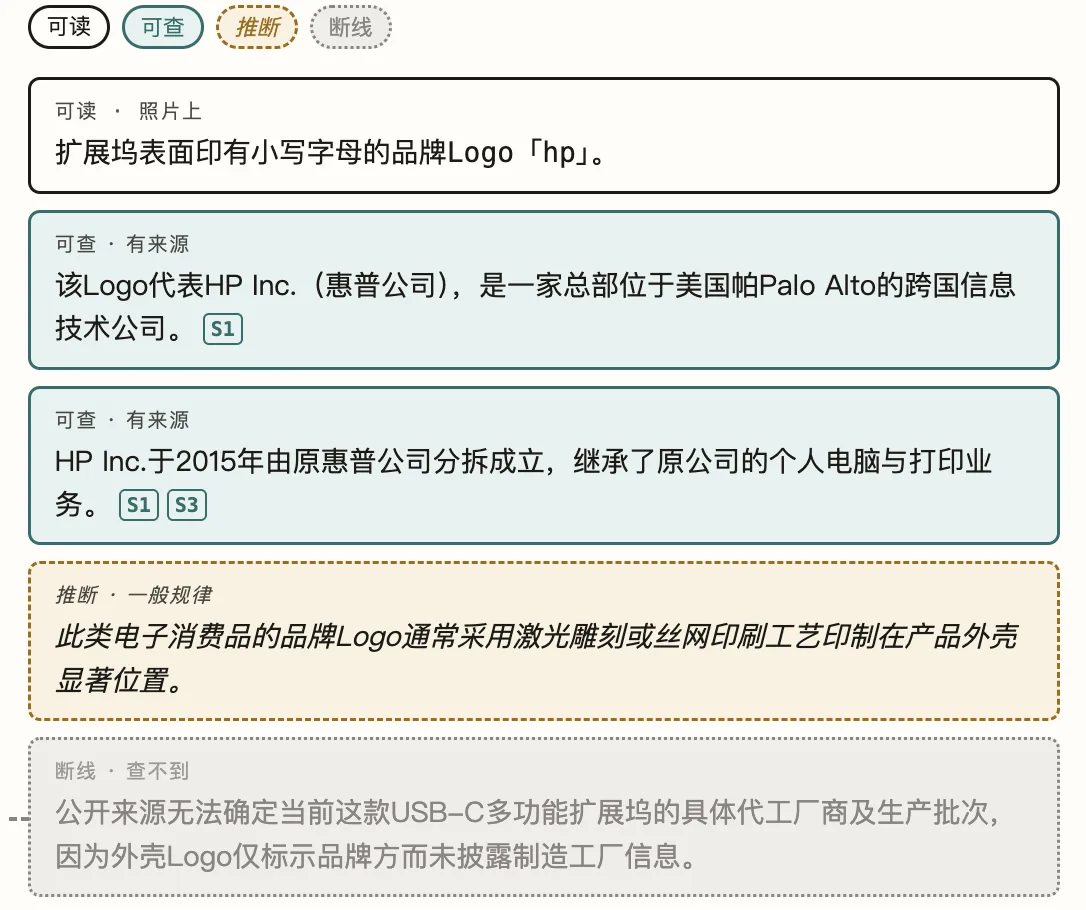 可读 可查 推断 断线
可读 · 照片上
扩展坞表面印有小写字母的品牌Logo「hp」。
可查 · 有来源
该Logo代表HP Inc.（惠普公司），是一家总部位于美国帕Palo Alto的跨国信息
技术公司。 S1
可查 · 有来源
HP Inc.于2015年由原惠普公司分拆成立，继承了原公司的个人电脑与打印业
务。 S1 S3
推断 · 一般规律
此类电子消费品的品牌Logo通常采用激光雕刻或丝网印刷工艺印制在产品外壳
显著位置。
断线 · 查不到
公开来源无法确定当前这款USB-C多功能扩展坞的具体代工厂商及生产批次，
因为外壳Logo仅标示品牌方而未披露制造工厂信息。